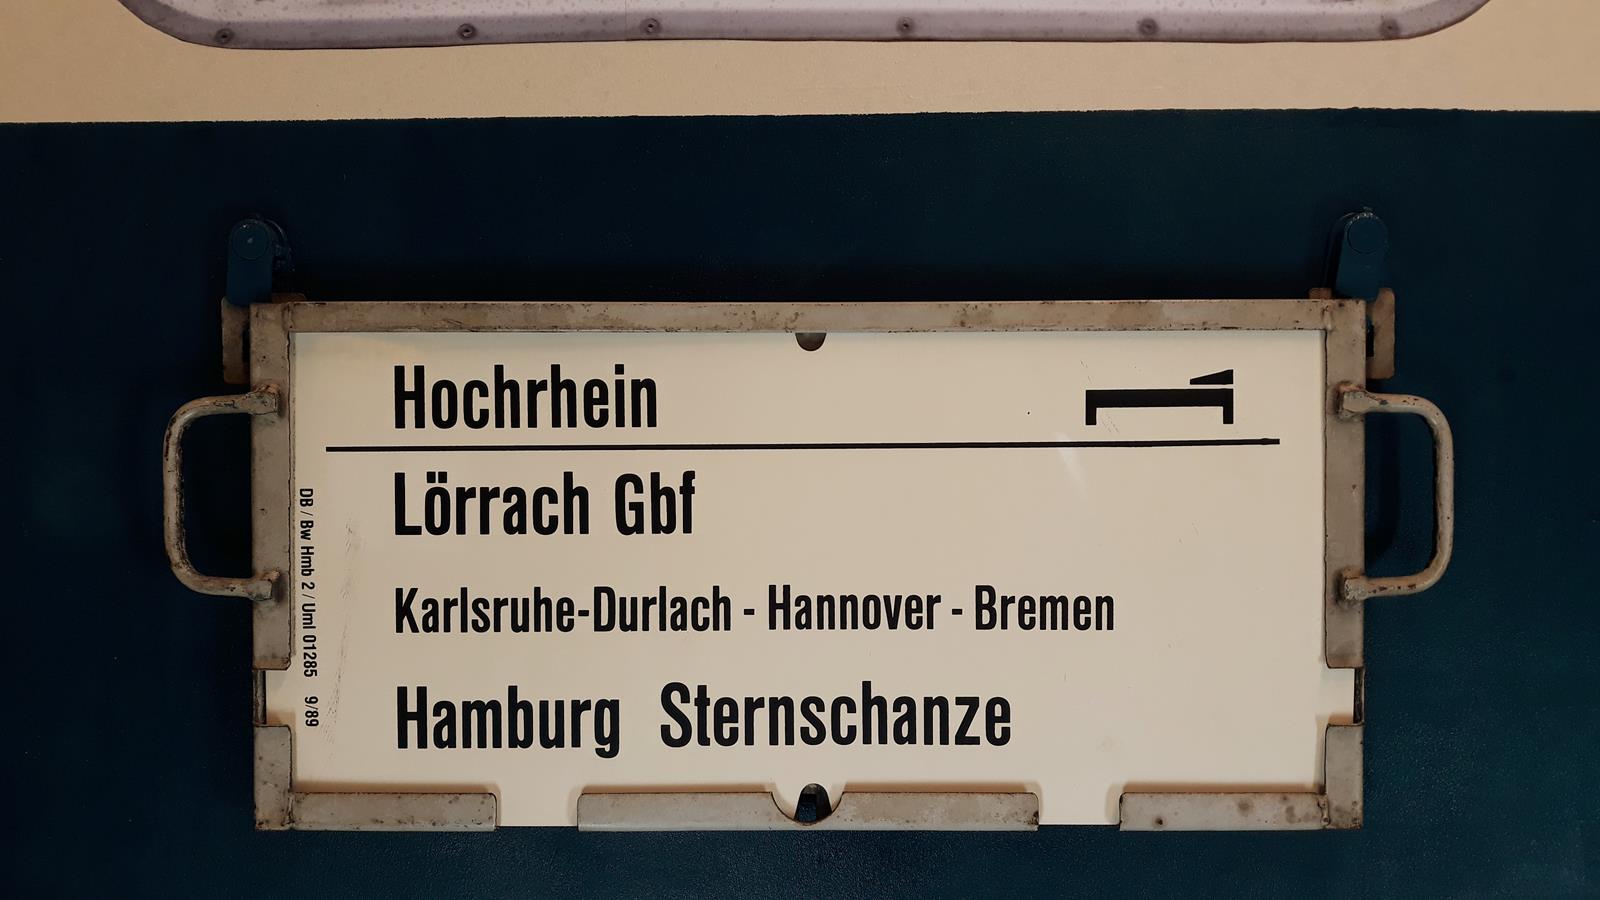 Hochrhein
Lörrach Gbf
Karlsruhe-Durlach - Hannover - Bremen
Hamburg Sternschanze
DB / Bw Hmb 2 / Uml 01285 9/89